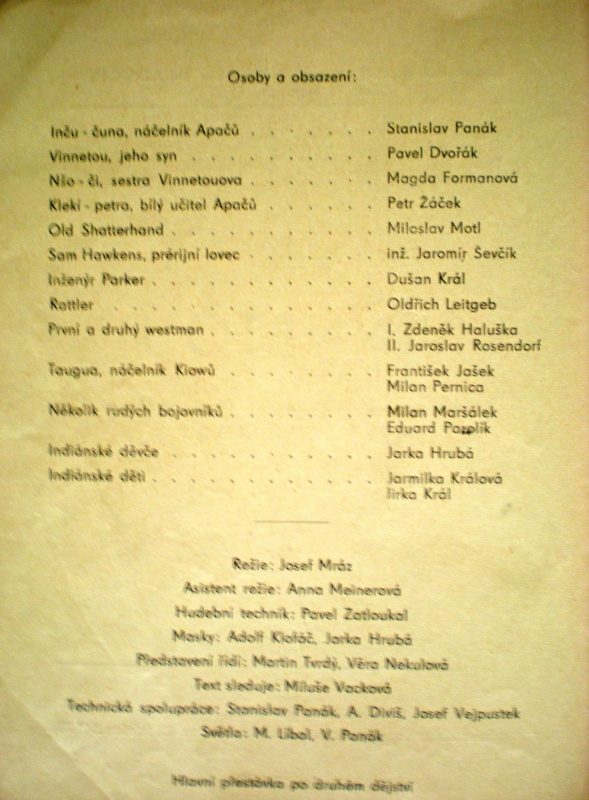 Osoby a obsazení:
Inču - čuna, náčelník Apačů . . . . . . Stanislav Panák
Vinnetou, jeho syn . . . . . . . . Pavel Dvořák
Nšo - či, sestra Vinnetouova . . . . . . Magda Formanová
Kleki - petra, bílý učitel Apačů . . . . . Petr Žáček
Old Shatterhand . . . . . . . . . Miloslav Motl
Sam Hawkens, prérijní lovec . . . . . . inž. Jaromír Ševčík
Inženýr Parker . . . . . . . . . . Dušan Král
Rattler . . . . . . . . . . . . Oldřich Leitgeb
První a druhý westman . . . . . . . . I. Zdeněk Haluška
II. Jaroslav Rosendorf
Taugua, náčelník Kiowů . . . . . . . František Jašek
Milan Pernica
Několik rudých bojovníků . . . . . . . Milan Maršálek
Eduard Pazelík
Indiánské děvče . . . . . . . . . Jarka Hrubá
Indiánské děti . . . . . . . . . . Jarmilka Králová
Jirka Král
Režie: Josef Mráz
Asistent režie: Anna Meinerová
Hudební technik: Pavel Zatloukal
Masky: Adolf Klofáč, Jarka Hrubá
Představení řídí: Martin Tvrdý, Věra Nekulová
Text sleduje: Miluše Vacková
Technická spolupráce: Stanislav Panák, A. Diviš, Josef Vejpustek
Světla: M. Líbal, V. Panák
Hlavní přestávka po druhém dějství